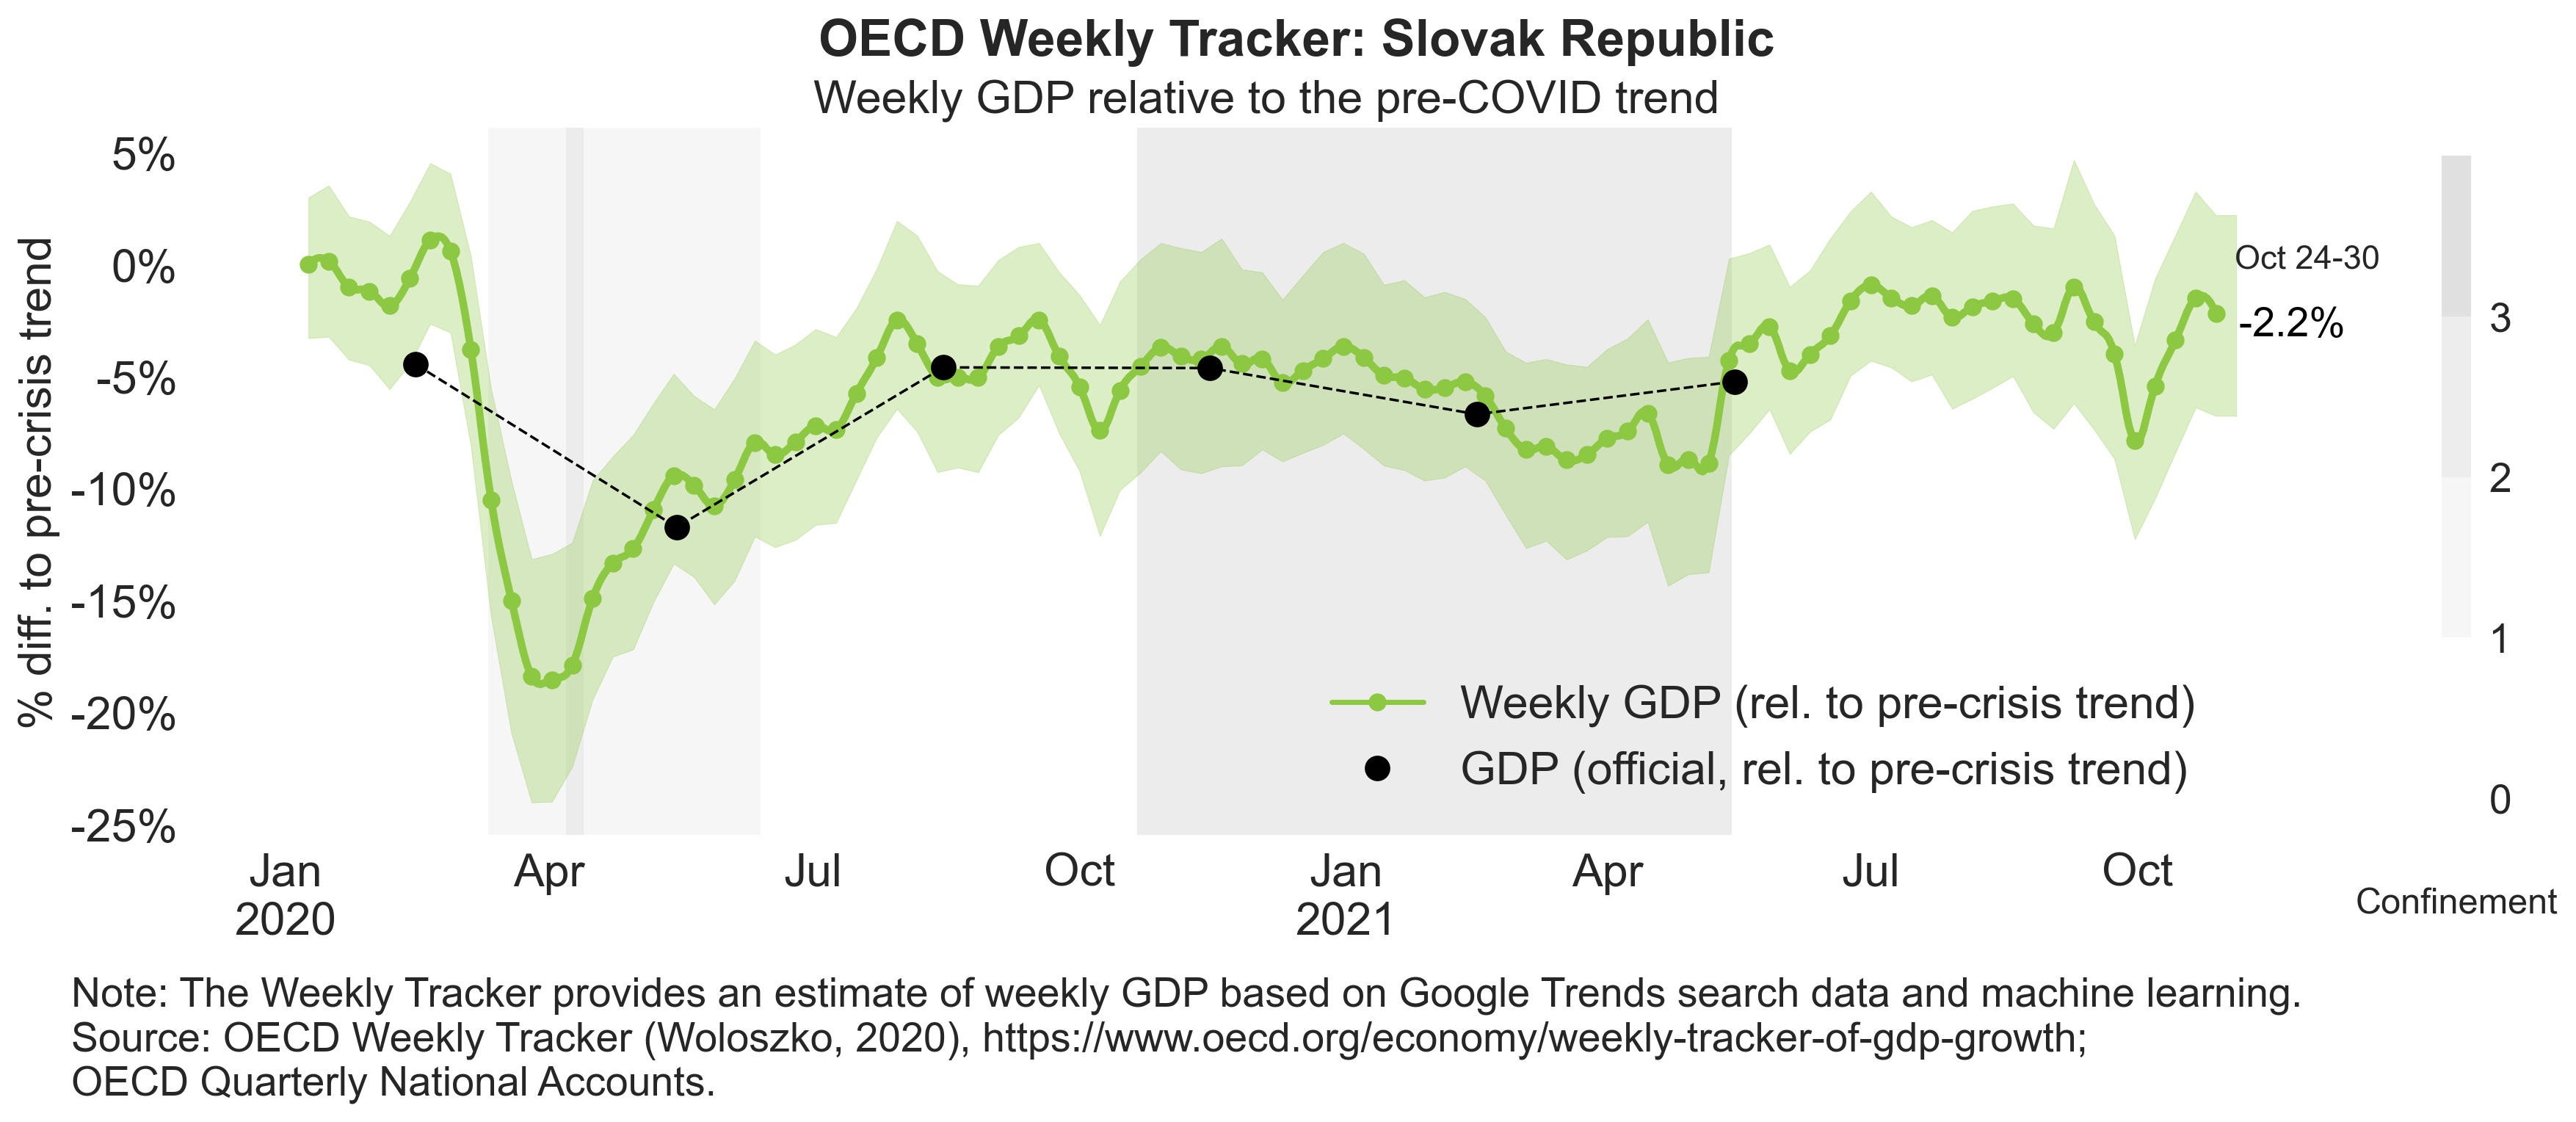 OECD Weekly Tracker: Slovak Republic
Weekly GDP relative to the pre-COVID trend
% diff. to pre-crisis trend
5%
0%
-5%
-10%
-15%
-20%
-25%
Oct 24-30
-2.2%
3
2
1
0
Weekly GDP (rel. to pre-crisis trend)
GDP (official, rel. to pre-crisis trend)
Jan Apr Jul Oct Jan Apr Jul Oct
2020 2021
Confinement
Note: The Weekly Tracker provides an estimate of weekly GDP based on Google Trends search data and machine learning.
Source: OECD Weekly Tracker (Woloszko, 2020), https://www.oecd.org/economy/weekly-tracker-of-gdp-growth;
OECD Quarterly National Accounts.